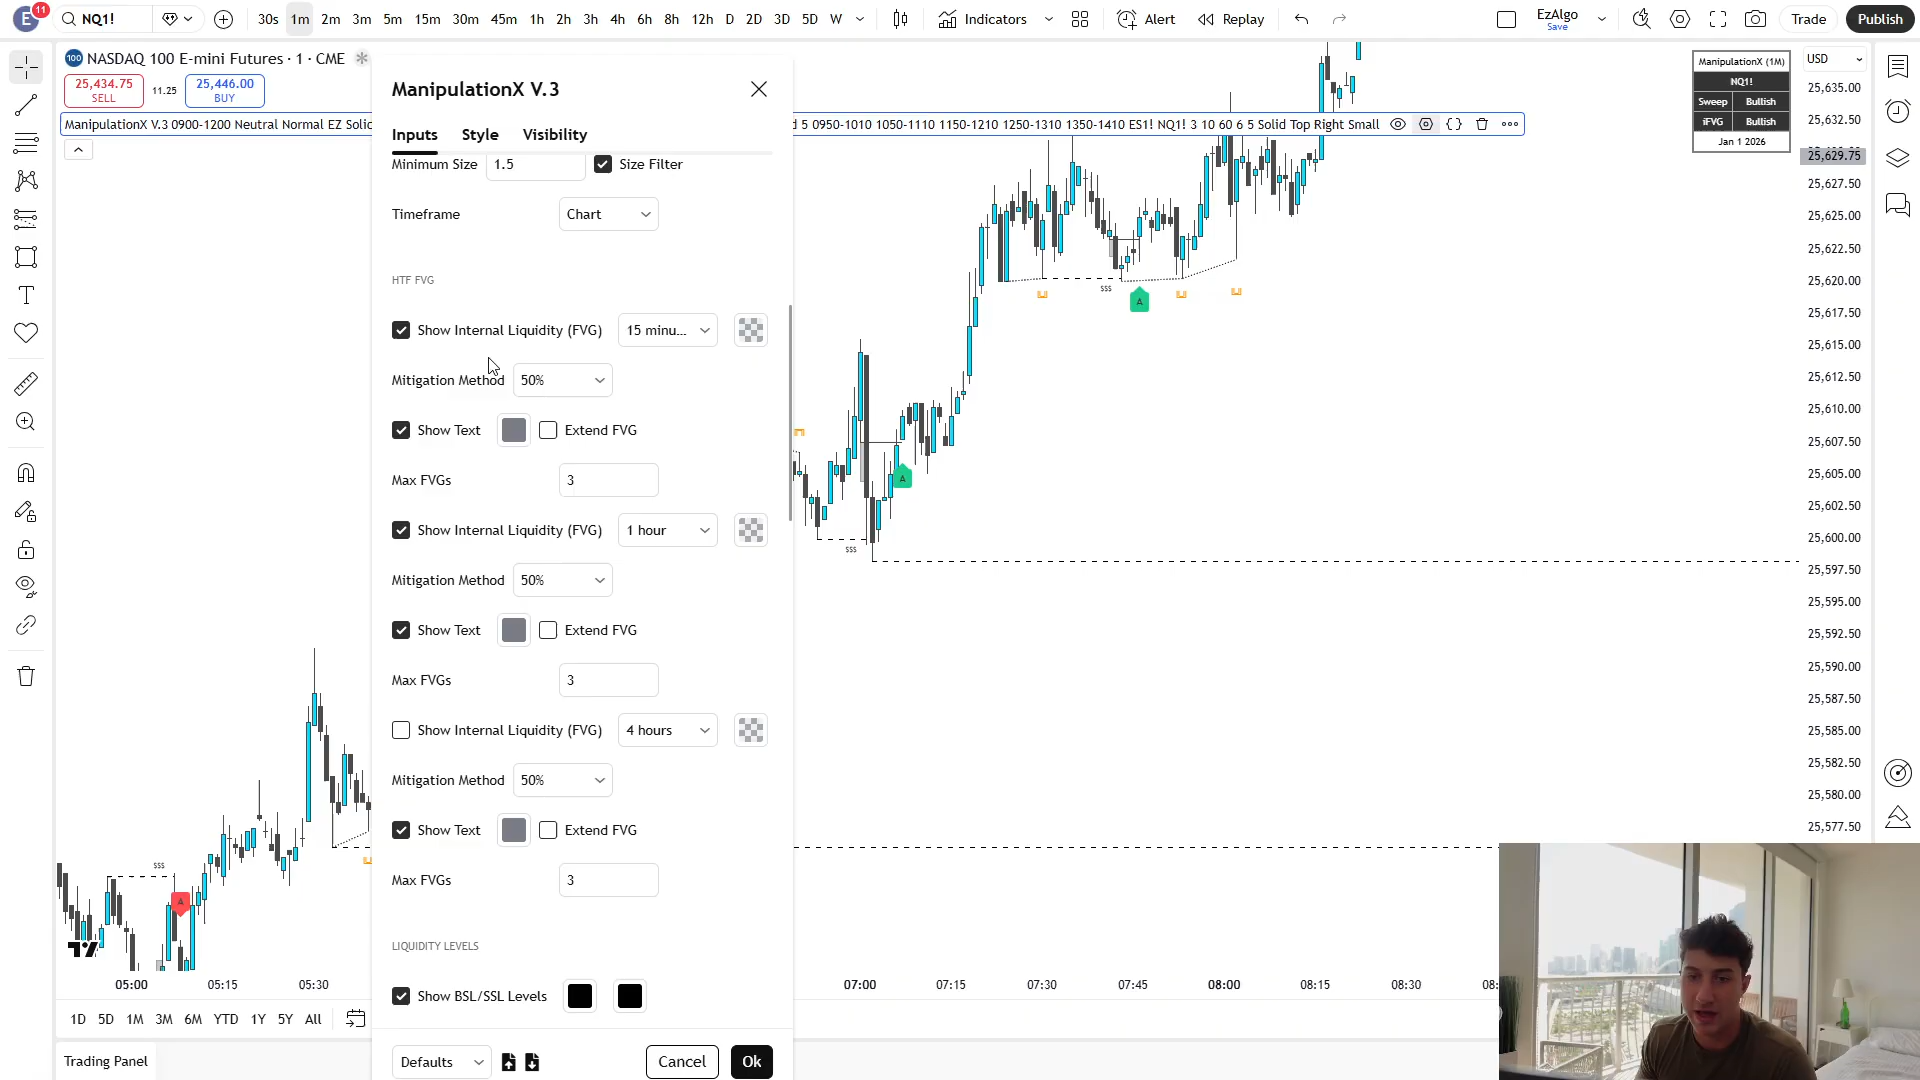 E 11 NQ1! 30s 1m 2m 3m 5m 15m 30m 45m 1h 2h 3h 4h 6h 8h 12h D 2D 3D 5D W Indicators Alert Replay EzAlgo Save Trade Publish
100 NASDAQ 100 E-mini Futures · 1 · CME
25,434.75 SELL
11.25
25,446.00 BUY
ManipulationX V.3 0900-1200 Neutral Normal EZ Solic
d 5 0950-1010 1050-1110 1150-1210 1250-1310 1350-1410 ES1! NQ1! 3 10 60 6 5 Solid Top Right Small
ManipulationX V.3
Inputs Style Visibility
Minimum Size 1.5 Size Filter
Timeframe Chart
HTF FVG
Show Internal Liquidity (FVG) 15 minu...
Mitigation Method 50%
Show Text Extend FVG
Max FVGs 3
Show Internal Liquidity (FVG) 1 hour
Mitigation Method 50%
Show Text Extend FVG
Max FVGs 3
Show Internal Liquidity (FVG) 4 hours
Mitigation Method 50%
Show Text Extend FVG
Max FVGs 3
LIQUIDITY LEVELS
Show BSL/SSL Levels
Defaults Cancel Ok
ManipulationX (1M)
NQ1!
Sweep Bullish
iFVG Bullish
Jan 1 2026
USD
25,635.00
25,632.50
25,629.75
25,627.50
25,625.00
25,622.50
25,620.00
25,617.50
25,615.00
25,612.50
25,610.00
25,607.50
25,605.00
25,602.50
25,600.00
25,597.50
25,595.00
25,592.50
25,590.00
25,587.50
25,585.00
25,582.50
25,580.00
25,577.50
$$$
A
A
$$$
$$$
A
05:00 05:15 05:30 07:00 07:15 07:30 07:45 08:00 08:15 08:30 08:
1D 5D 1M 3M 6M YTD 1Y 5Y All
Trading Panel